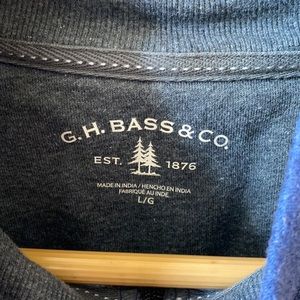 G.H. BASS & CO.
EST. 1876
MADE IN INDIA / HENCHO EN INDIA
FABRIQUÉ AU INDE
L/G